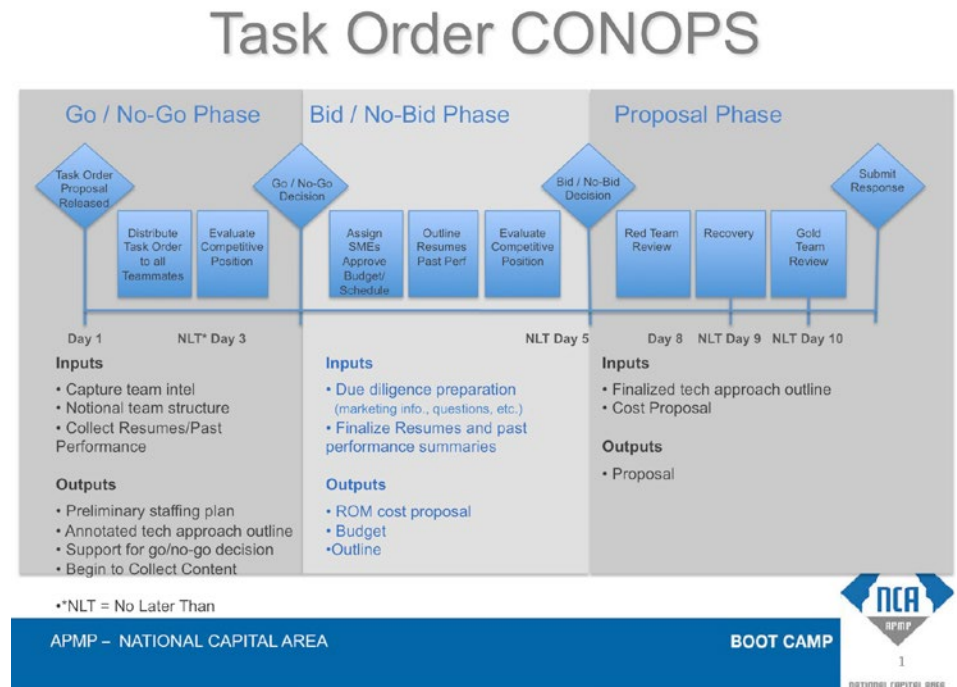 Task Order CONOPS
Go / No-Go Phase
Bid / No-Bid Phase
Proposal Phase
Task Order
Proposal
Released
Distribute
Task Order
to all
Teammates
Evaluate
Competitive
Position
Go / No-Go
Decision
Assign
SMEs
Approve
Budget/
Schedule
Outline
Resumes
Past Perf
Evaluate
Competitive
Position
Bid / No-Bid
Decision
Red Team
Review
Recovery
Gold
Team
Review
Submit
Response
Day 1
NLT* Day 3
NLT Day 5
Day 8
NLT Day 9
NLT Day 10
Inputs
• Capture team intel
• Notional team structure
• Collect Resumes/Past
Performance
Outputs
• Preliminary staffing plan
• Annotated tech approach outline
• Support for go/no-go decision
• Begin to Collect Content
Inputs
• Due diligence preparation
(marketing info., questions, etc.)
• Finalize Resumes and past
performance summaries
Outputs
• ROM cost proposal
• Budget
•Outline
Inputs
• Finalized tech approach outline
• Cost Proposal
Outputs
• Proposal
•*NLT = No Later Than
APMP – NATIONAL CAPITAL AREA
BOOT CAMP
NCA
APMP
1
NATIONAL CAPITAL AREA